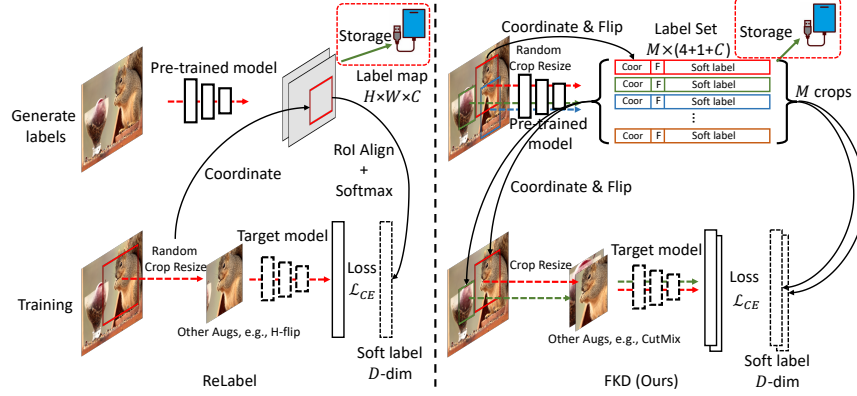 Storage
Pre-trained model
Label map
H×W×C
Generate
labels
RoI Align
+
Softmax
Coordinate
Random
Crop Resize
Target model
Loss
ℒCE
Training
Other Augs, e.g., H-flip
Soft label
D-dim
ReLabel
Coordinate & Flip
Label Set
M×(4+1+C)
Storage
Random
Crop Resize
Coor F Soft label
Coor F Soft label
Coor F Soft label
⋮
Coor F Soft label
M crops
Pre-trained
model
Coordinate & Flip
Crop Resize
Target model
Loss
ℒCE
Other Augs, e.g., CutMix
Soft label
D-dim
FKD (Ours)